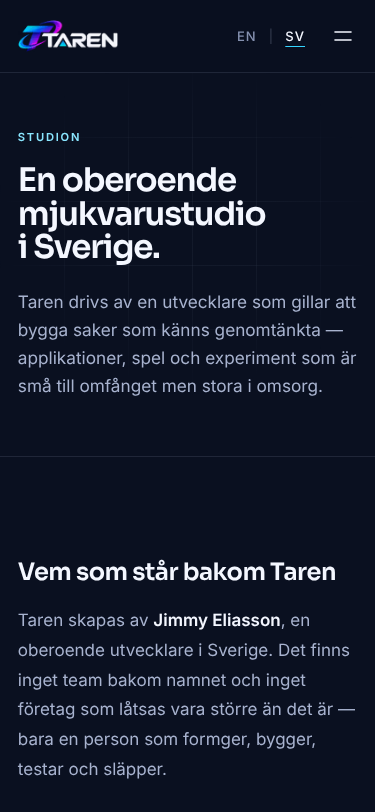 TAREN
EN | SV
STUDION
En oberoende
mjukvarustudio
i Sverige.
Taren drivs av en utvecklare som gillar att
bygga saker som känns genomtänkta —
applikationer, spel och experiment som är
små till omfånget men stora i omsorg.
Vem som står bakom Taren
Taren skapas av Jimmy Eliasson, en
oberoende utvecklare i Sverige. Det finns
inget team bakom namnet och inget
företag som låtsas vara större än det är —
bara en person som formger, bygger,
testar och släpper.